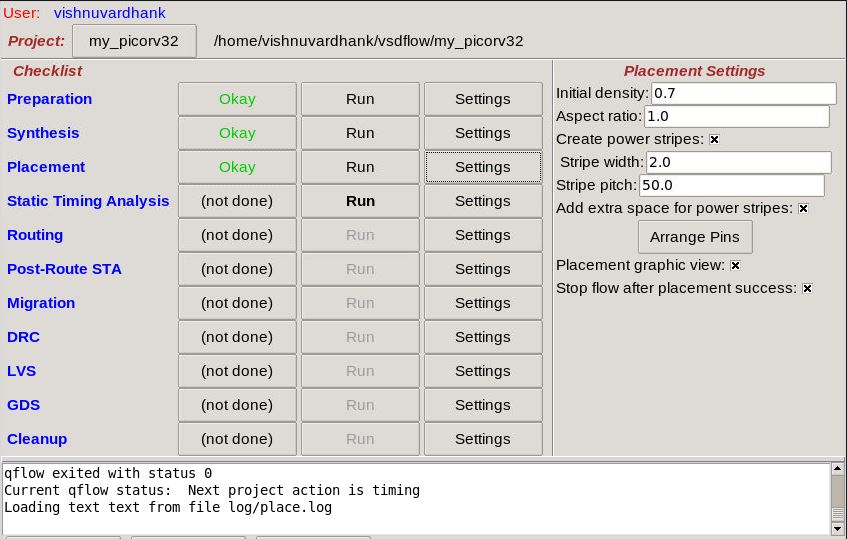 User: vishnuvardhank
Project: my_picorv32 /home/vishnuvardhank/vsdflow/my_picorv32
Checklist
Preparation Okay Run Settings
Synthesis Okay Run Settings
Placement Okay Run Settings
Static Timing Analysis (not done) Run Settings
Routing (not done) Run Settings
Post-Route STA (not done) Run Settings
Migration (not done) Run Settings
DRC (not done) Run Settings
LVS (not done) Run Settings
GDS (not done) Run Settings
Cleanup (not done) Run Settings
Placement Settings
Initial density: 0.7
Aspect ratio: 1.0
Create power stripes:
Stripe width: 2.0
Stripe pitch: 50.0
Add extra space for power stripes:
Arrange Pins
Placement graphic view:
Stop flow after placement success:
qflow exited with status 0
Current qflow status:  Next project action is timing
Loading text text from file log/place.log